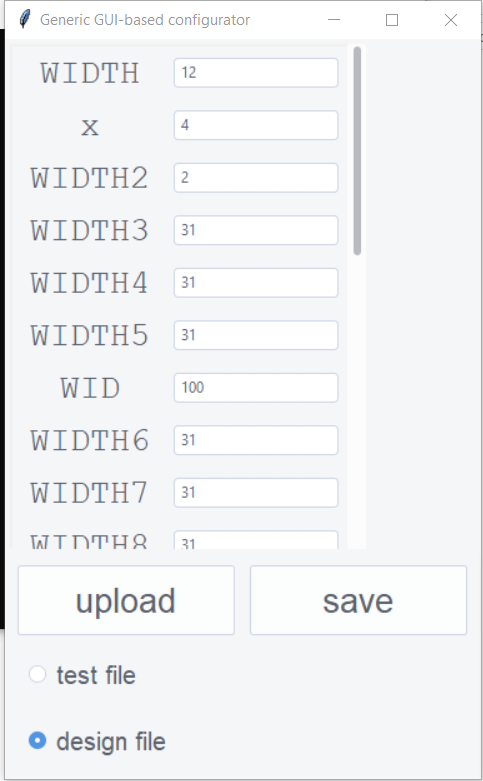 Generic GUI-based configurator
WIDTH 12
x 4
WIDTH2 2
WIDTH3 31
WIDTH4 31
WIDTH5 31
WID 100
WIDTH6 31
WIDTH7 31
WIDTH8 31
upload save
test file
design file